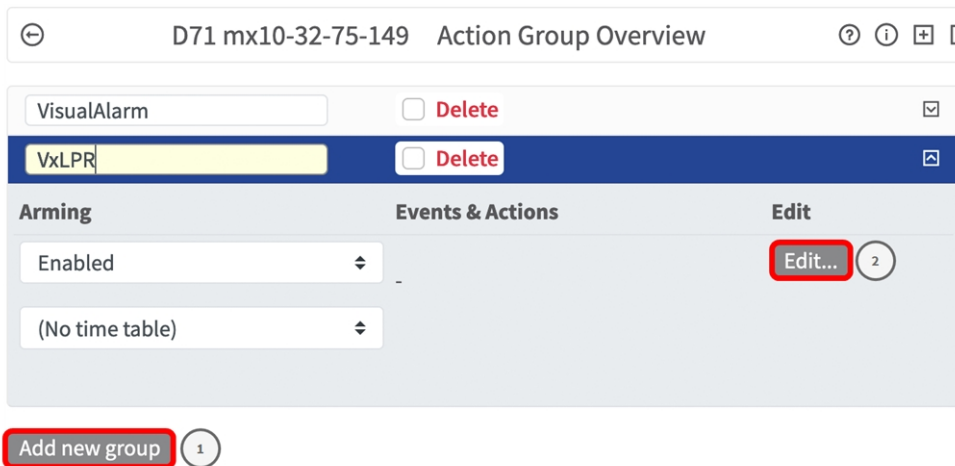 D71 mx10-32-75-149 Action Group Overview
VisualAlarm Delete
VxLPR Delete
Arming Events & Actions Edit
Enabled - Edit... 2
(No time table)
Add new group 1